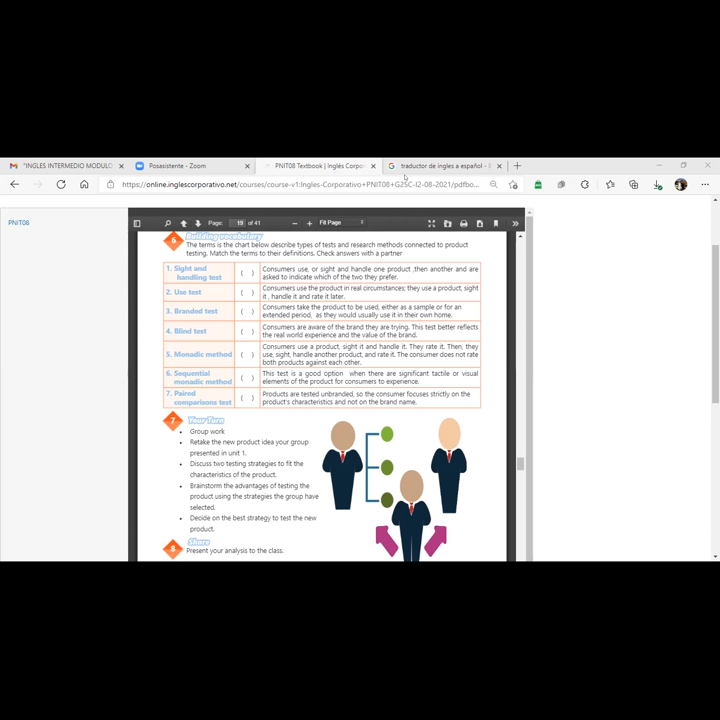 "INGLES INTERMEDIO MODULO
Posasistente - Zoom
PNIT08 Textbook | Inglés Corpo
traductor de ingles a español -
https://online.inglescorporativo.net/courses/course-v1:Ingles-Corporativo+PNIT08+G25C-I2-08-2021/pdfbo...
PNIT08
Page: 19 of 41
Fit Page
6 Building vocabulary
The terms is the chart below describe types of tests and research methods connected to product
testing. Match the terms to their definitions. Check answers with a partner
1. Sight and
handling test
( )
Consumers use, or sight and handle one product ,then another and are
asked to indicate which of the two they prefer.
2. Use test
( )
Consumers use the product in real circumstances; they use a product, sight
it , handle it and rate it later.
3. Branded test
( )
Consumers take the product to be used, either as a sample or for an
extended period, as they would usually use it in their own home.
4. Blind test
( )
Consumers are aware of the brand they are trying. This test better reflects
the real world experience and the value of the brand.
5. Monadic method
( )
Consumers use a product, sight it and handle it. They rate it. Then, they
use, sight, handle another product, and rate it. The consumer does not rate
both products against each other.
6. Sequential
monadic method
( )
This test is a good option when there are significant tactile or visual
elements of the product for consumers to experience.
7. Paired
comparisons test
( )
Products are tested unbranded, so the consumer focuses strictly on the
product's characteristics and not on the brand name.
7 Your Turn
• Group work
• Retake the new product idea your group
presented in unit 1.
• Discuss two testing strategies to fit the
characteristics of the product.
• Brainstorm the advantages of testing the
product using the strategies the group have
selected.
• Decide on the best strategy to test the new
product.
8 Share
Present your analysis to the class.